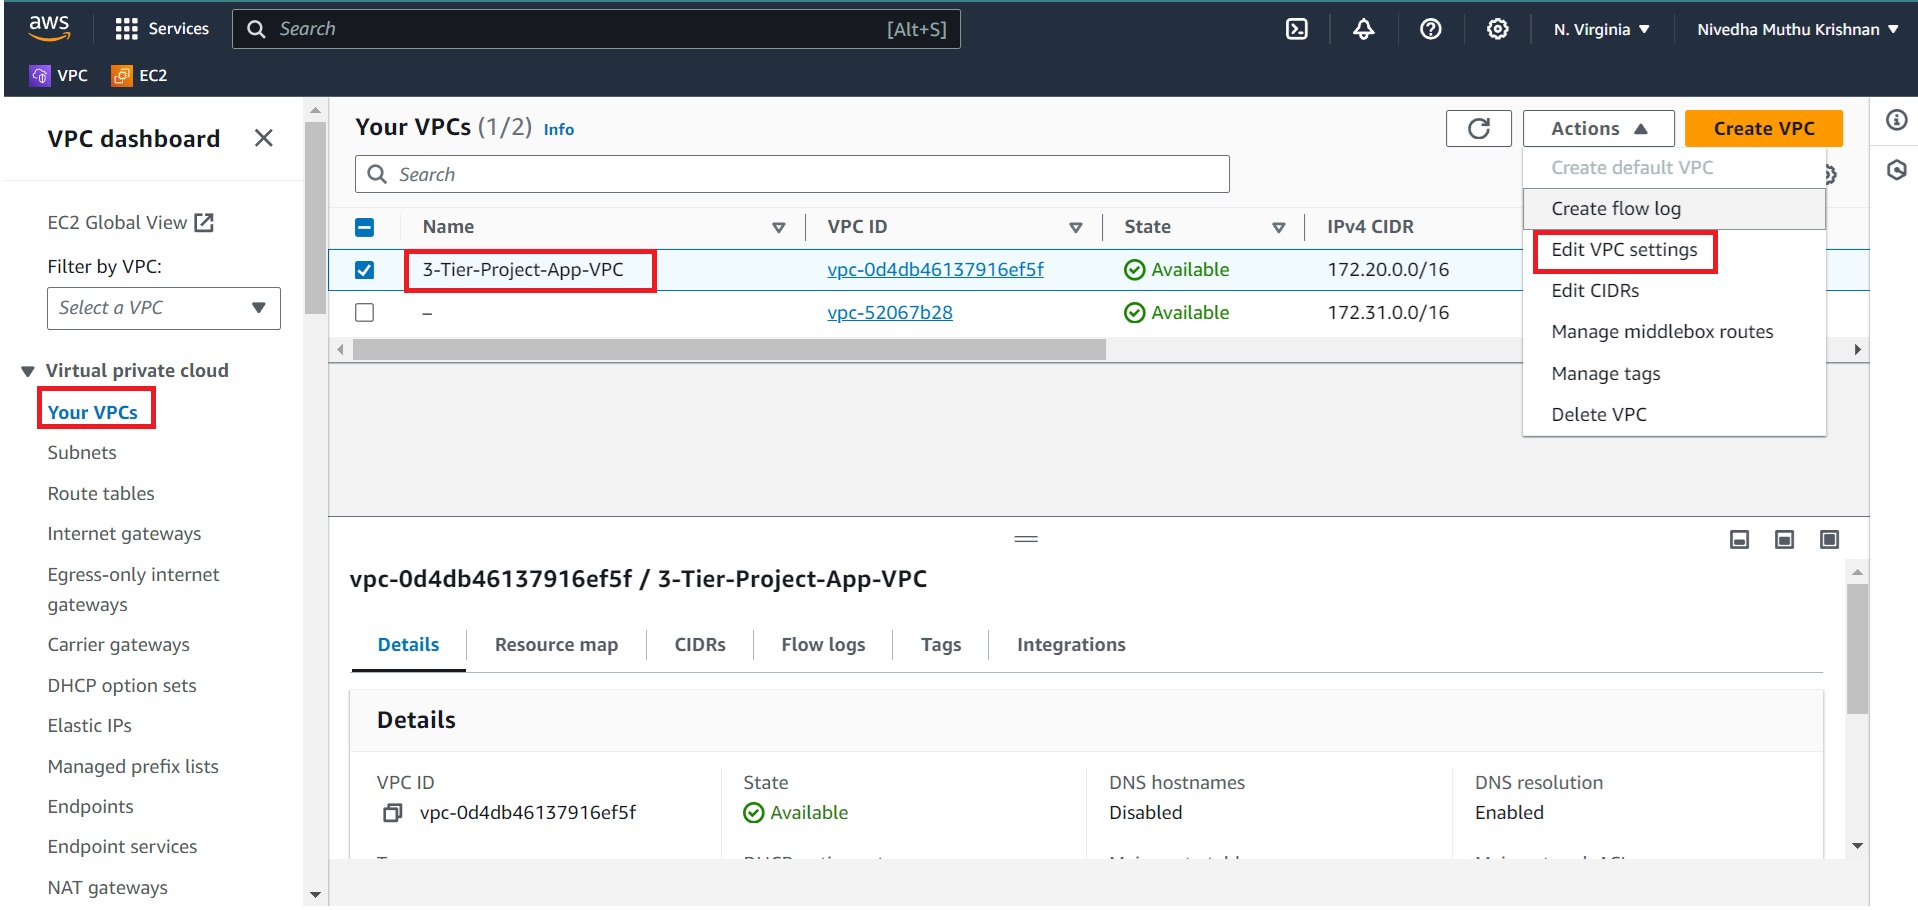 aws
Services
Search
[Alt+S]
N. Virginia
Nivedha Muthu Krishnan
VPC
EC2
VPC dashboard
EC2 Global View
Filter by VPC:
Select a VPC
Virtual private cloud
Your VPCs
Subnets
Route tables
Internet gateways
Egress-only internet
gateways
Carrier gateways
DHCP option sets
Elastic IPs
Managed prefix lists
Endpoints
Endpoint services
NAT gateways
Your VPCs (1/2) Info
Actions
Create VPC
Search
Create default VPC
Create flow log
Edit VPC settings
Edit CIDRs
Manage middlebox routes
Manage tags
Delete VPC
Name VPC ID State IPv4 CIDR
3-Tier-Project-App-VPC vpc-0d4db46137916ef5f Available 172.20.0.0/16
– vpc-52067b28 Available 172.31.0.0/16
vpc-0d4db46137916ef5f / 3-Tier-Project-App-VPC
Details Resource map CIDRs Flow logs Tags Integrations
Details
VPC ID
vpc-0d4db46137916ef5f
State
Available
DNS hostnames
Disabled
DNS resolution
Enabled